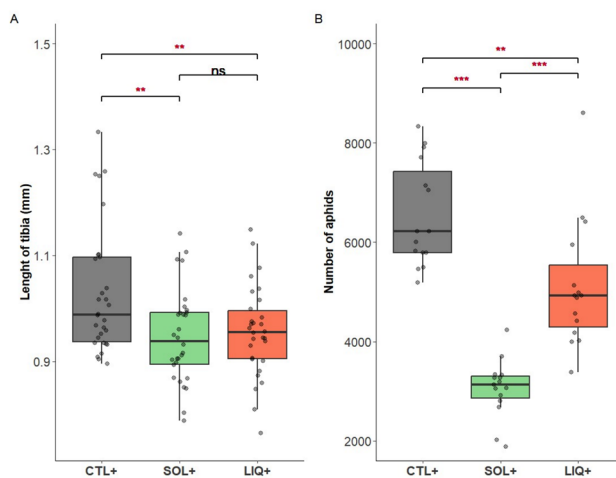 A
B
1.5
1.3
1.1
0.9
Lenght of tibia (mm)
**
ns
**
CTL+
SOL+
LIQ+
10000
8000
6000
4000
2000
Number of aphids
**
***
***
CTL+
SOL+
LIQ+